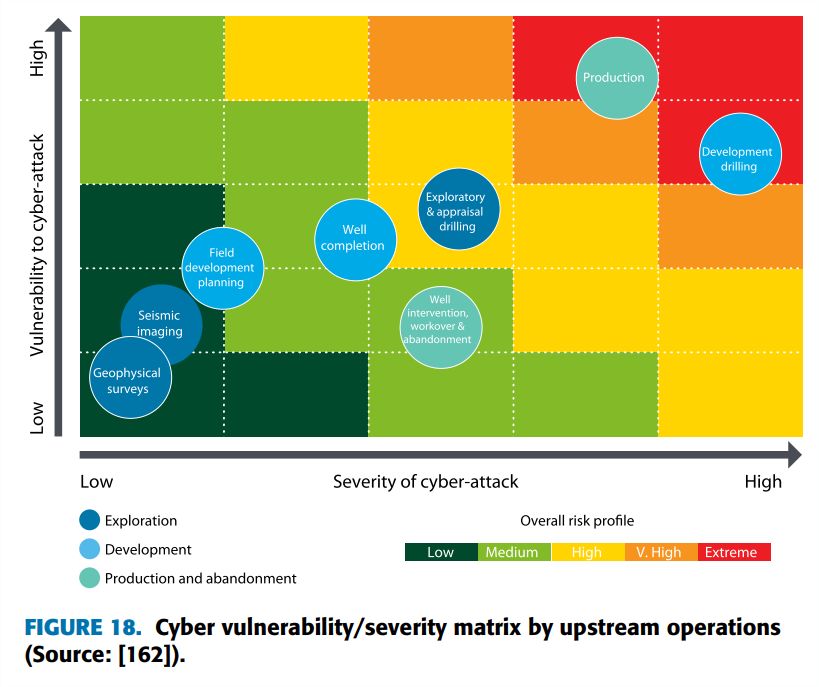 High
Vulnerability to cyber-attack
Low
Production
Development
drilling
Exploratory
& appraisal
drilling
Well
completion
Field
development
planning
Well
intervention,
workover &
abandonment
Seismic
imaging
Geophysical
surveys
Low
Severity of cyber-attack
High
Exploration
Development
Production and abandonment
Overall risk profile
Low Medium High V. High Extreme
FIGURE 18. Cyber vulnerability/severity matrix by upstream operations
(Source: [162]).